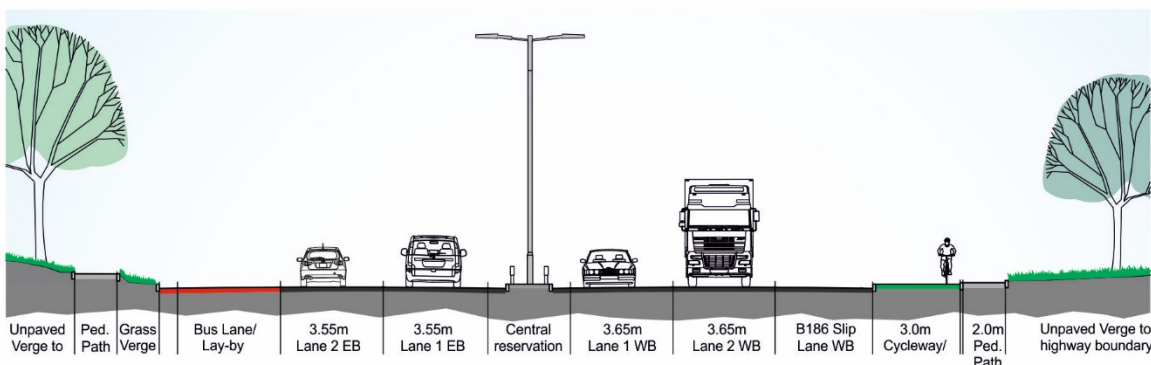 Unpaved
Verge to
Ped.
Path
Grass
Verge
Bus Lane/
Lay-by
3.55m
Lane 2 EB
3.55m
Lane 1 EB
Central
reservation
3.65m
Lane 1 WB
3.65m
Lane 2 WB
B186 Slip
Lane WB
3.0m
Cycleway/
2.0m
Ped.
Path
Unpaved Verge to
highway boundary